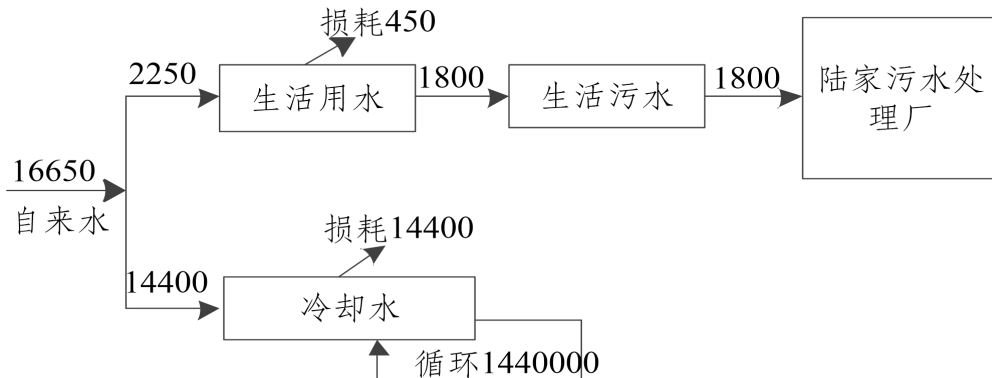 损耗450
2250
生活用水
1800
生活污水
1800
陆家污水处
理厂
16650
自来水
损耗14400
14400
冷却水
循环1440000